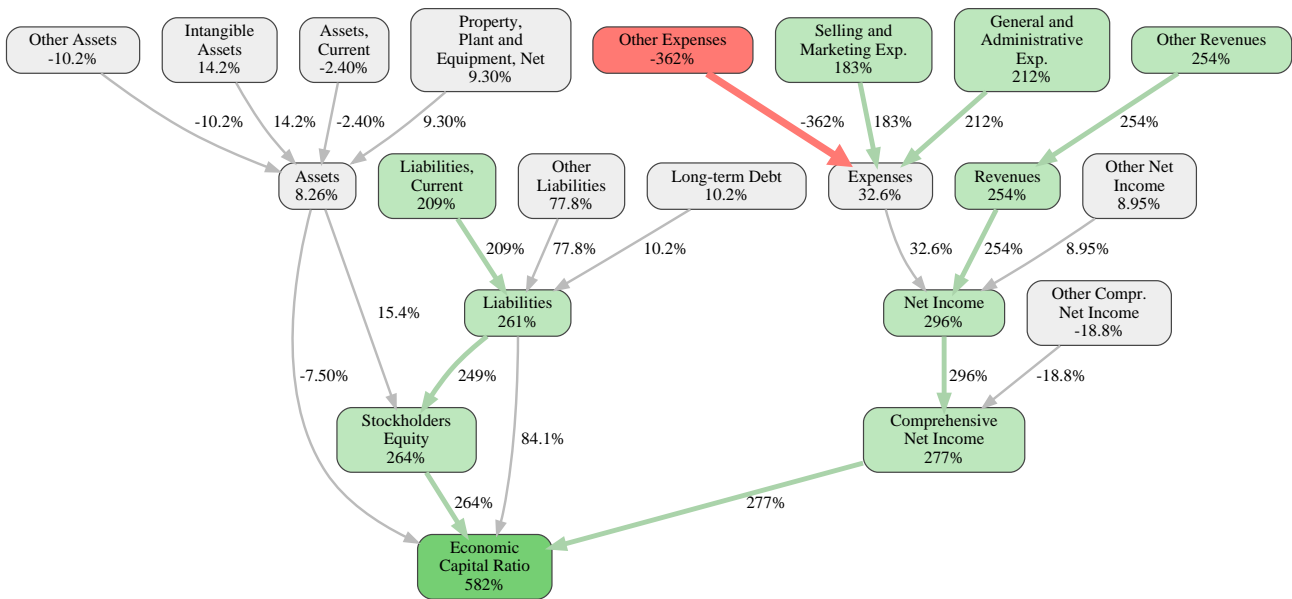 Other Assets
-10.2%
Intangible
Assets
14.2%
Assets,
Current
-2.40%
Property,
Plant and
Equipment, Net
9.30%
Other Expenses
-362%
Selling and
Marketing Exp.
183%
General and
Administrative
Exp.
212%
Other Revenues
254%
-10.2%
14.2%
-2.40%
9.30%
-362%
183%
212%
254%
Assets
8.26%
Liabilities,
Current
209%
Other
Liabilities
77.8%
Long-term Debt
10.2%
Expenses
32.6%
Revenues
254%
Other Net
Income
8.95%
209%
77.8%
10.2%
32.6%
254%
8.95%
15.4%
Liabilities
261%
Net Income
296%
Other Compr.
Net Income
-18.8%
-7.50%
249%
296%
-18.8%
Stockholders
Equity
264%
84.1%
Comprehensive
Net Income
277%
264%
277%
Economic
Capital Ratio
582%